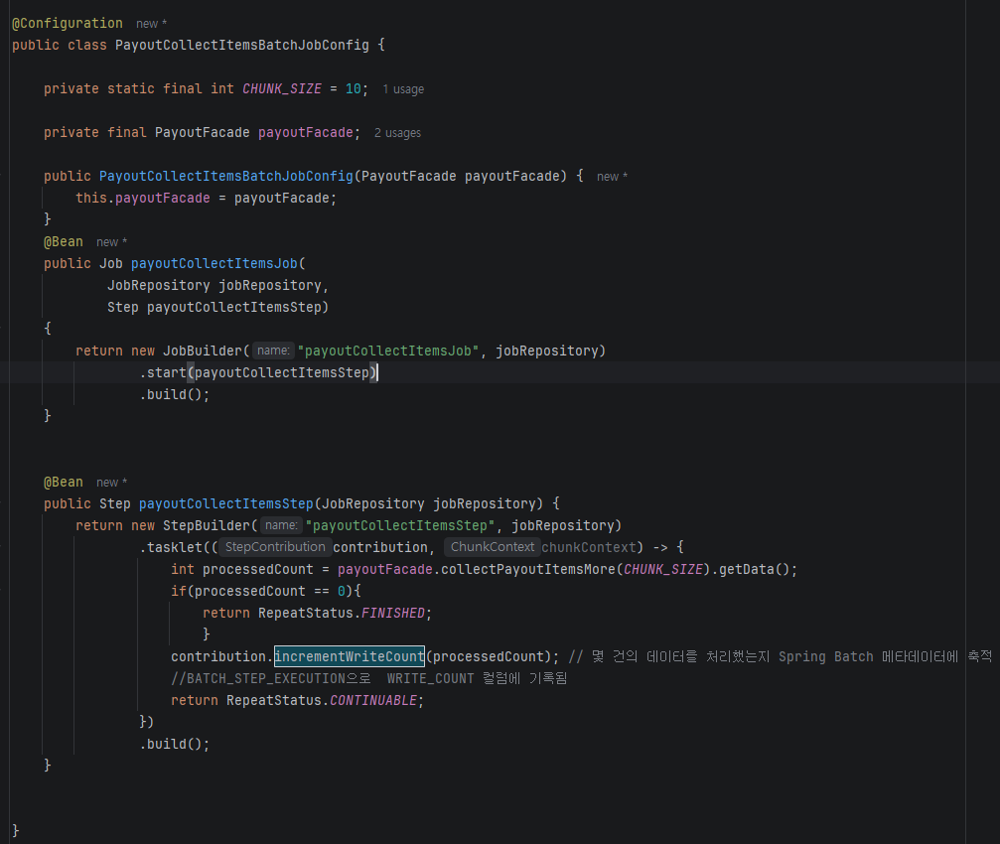 @Configuration new *
public class PayoutCollectItemsBatchJobConfig {
private static final int CHUNK_SIZE = 10; 1 usage
private final PayoutFacade payoutFacade; 2 usages
public PayoutCollectItemsBatchJobConfig(PayoutFacade payoutFacade) { new *
this.payoutFacade = payoutFacade;
}
@Bean new *
public Job payoutCollectItemsJob(
JobRepository jobRepository,
Step payoutCollectItemsStep)
{
return new JobBuilder( name: "payoutCollectItemsJob", jobRepository)
.start(payoutCollectItemsStep)
.build();
}
@Bean new *
public Step payoutCollectItemsStep(JobRepository jobRepository) {
return new StepBuilder( name: "payoutCollectItemsStep", jobRepository)
.tasklet(( StepContribution contribution, ChunkContext chunkContext) -> {
int processedCount = payoutFacade.collectPayoutItemsMore(CHUNK_SIZE).getData();
if(processedCount == 0){
return RepeatStatus.FINISHED;
}
contribution.incrementWriteCount(processedCount); // 몇 건의 데이터를 처리했는지 Spring Batch 메타데이터에 축적
//BATCH_STEP_EXECUTION으로 WRITE_COUNT 컬럼에 기록됨
return RepeatStatus.CONTINUABLE;
})
.build();
}
}